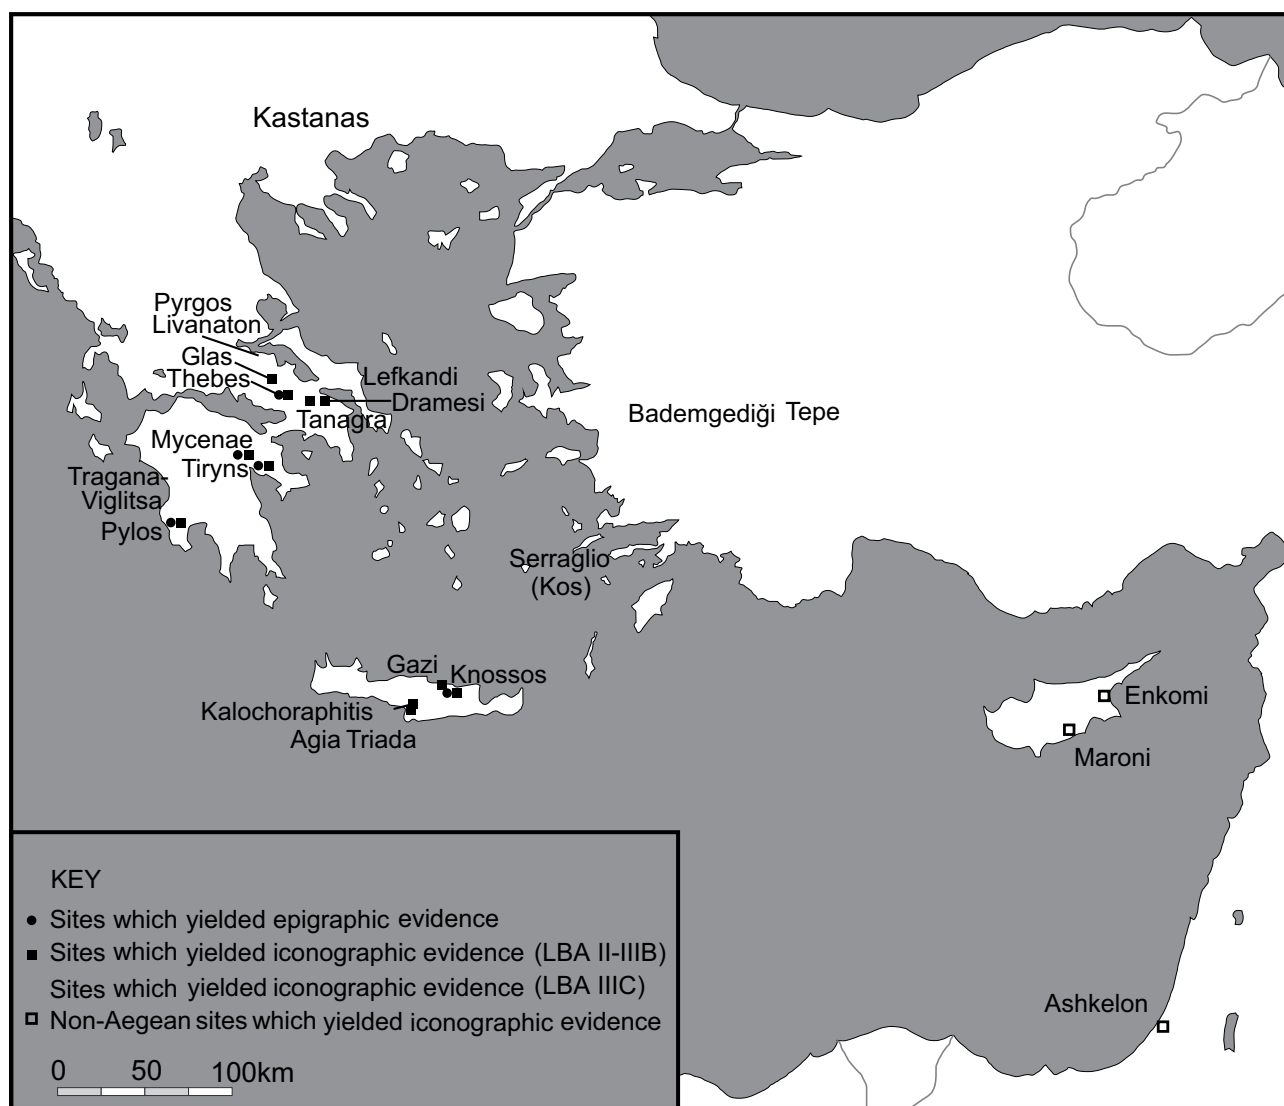 Kastanas
Pyrgos
Livanaton
Glas
Thebes
Lefkandi
Dramesi
Tanagra
Bademgediği Tepe
Mycenae
Tiryns
Tragana-
Viglitsa
Pylos
Serraglio
(Kos)
Gazi
Knossos
Kalochoraphitis
Agia Triada
Enkomi
Maroni
Ashkelon
KEY
Sites which yielded epigraphic evidence
Sites which yielded iconographic evidence (LBA II-IIIB)
Sites which yielded iconographic evidence (LBA IIIC)
Non-Aegean sites which yielded iconographic evidence
0 50 100km